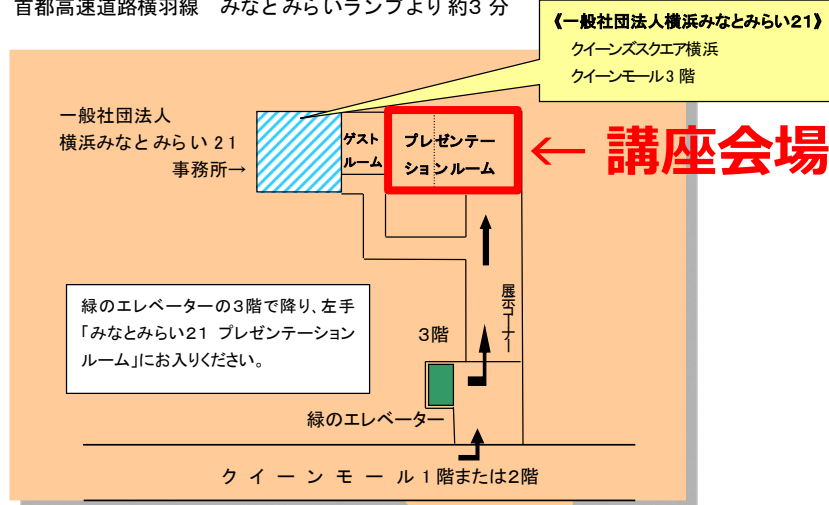 首都高速道路横羽線　みなとみらいランプより 約3 分
《一般社団法人横浜みなとみらい21》
クイーンズスクエア横浜
クイーンモール3 階
一般社団法人
横浜みなとみらい 21
事務所→
ゲスト
ルーム
プレゼンテー
ションルーム
← 講座会場
緑のエレベーターの3階で降り、左手
「みなとみらい21 プレゼンテーション
ルーム」にお入りください。
展示コーナー
3階
緑のエレベーター
ク イ ー ン モ ー ル 1 階または2階